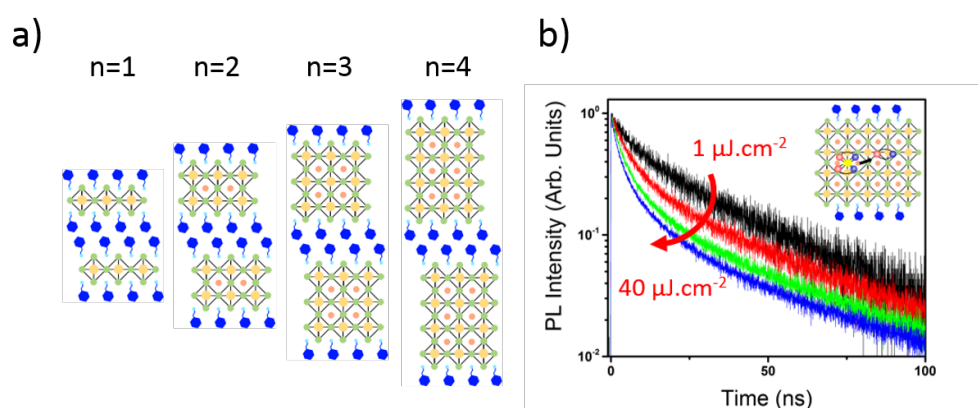 a)
n=1
n=2
n=3
n=4
b)
PL Intensity (Arb. Units)
10⁰
10⁻¹
10⁻²
1 µJ.cm⁻²
40 µJ.cm⁻²
0
50
100
Time (ns)